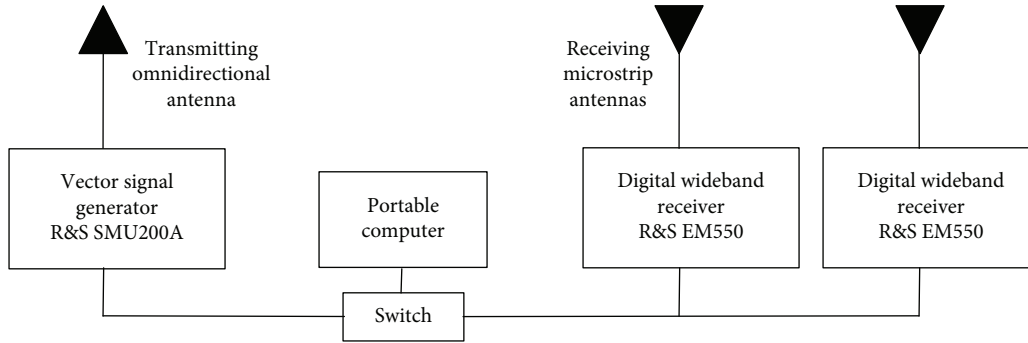 Transmitting
omnidirectional
antenna
Receiving
microstrip
antennas
Vector signal
generator
R&S SMU200A
Portable
computer
Digital wideband
receiver
R&S EM550
Digital wideband
receiver
R&S EM550
Switch